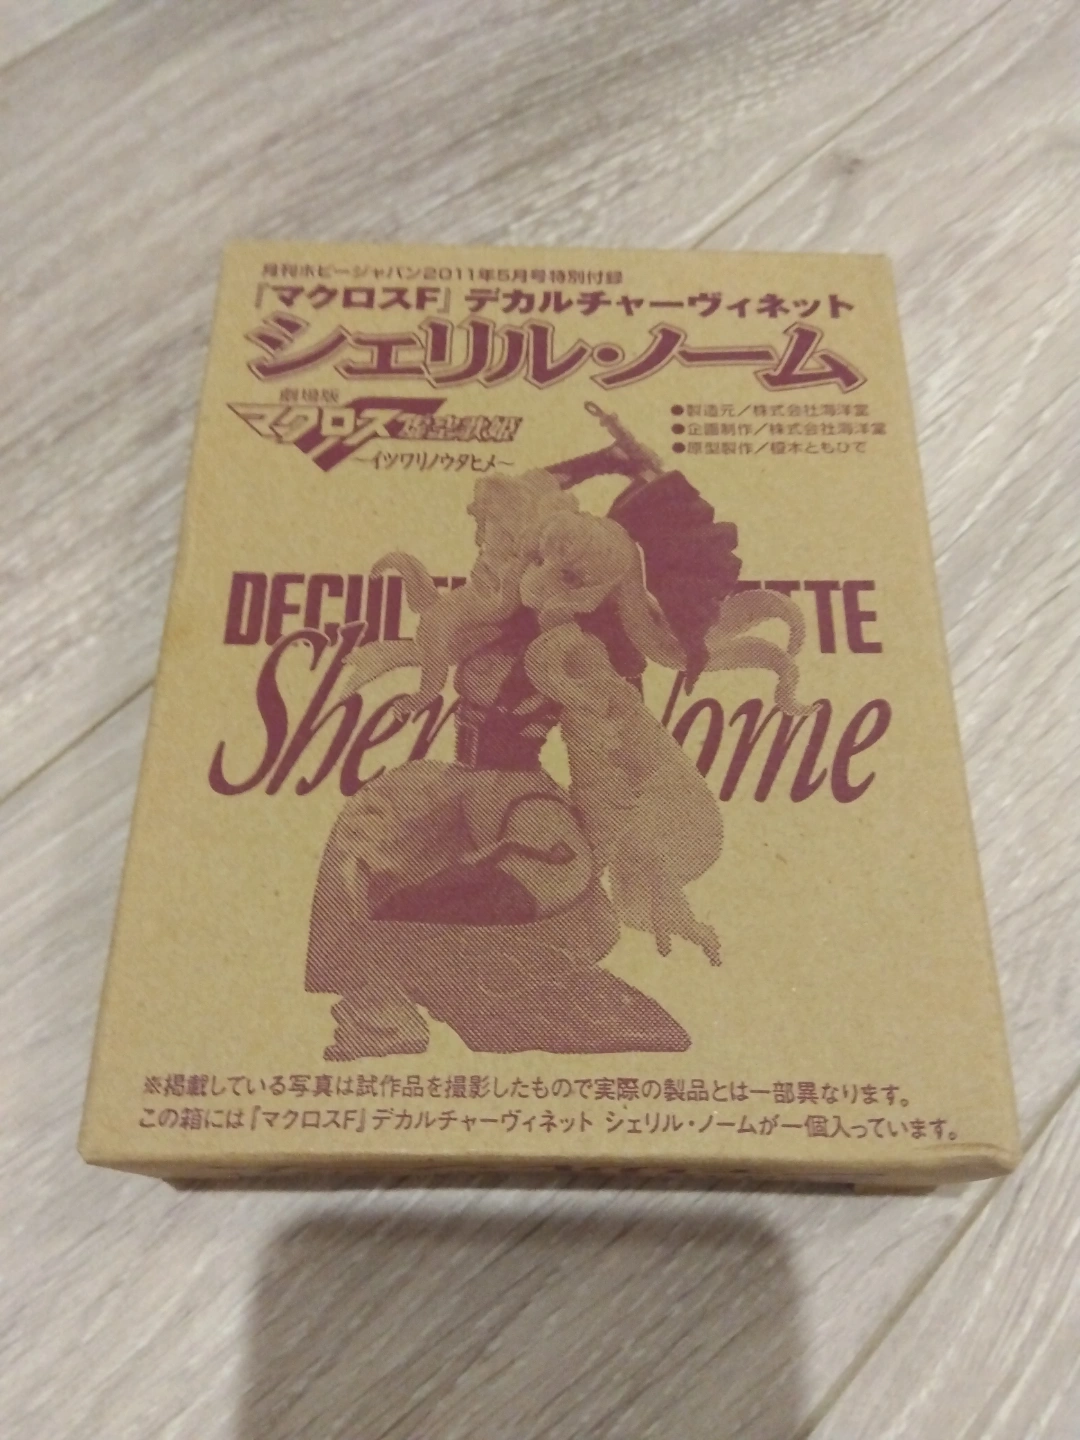 月刊ホビージャパン2011年5月号特別付録
『マクロスF』デカルチャーヴィネット
シェリル・ノーム
劇場版
マクロスF 虚空歌姫
～イツワリノウタヒメ～
●製造元／株式会社海洋堂
●企画制作／株式会社海洋堂
●原型製作／榎木ともひで
DECUL TTE
Sher ome
※掲載している写真は試作品を撮影したもので実際の製品とは一部異なります。
この箱には『マクロスF』デカルチャーヴィネット シェリル・ノームが一個入っています。